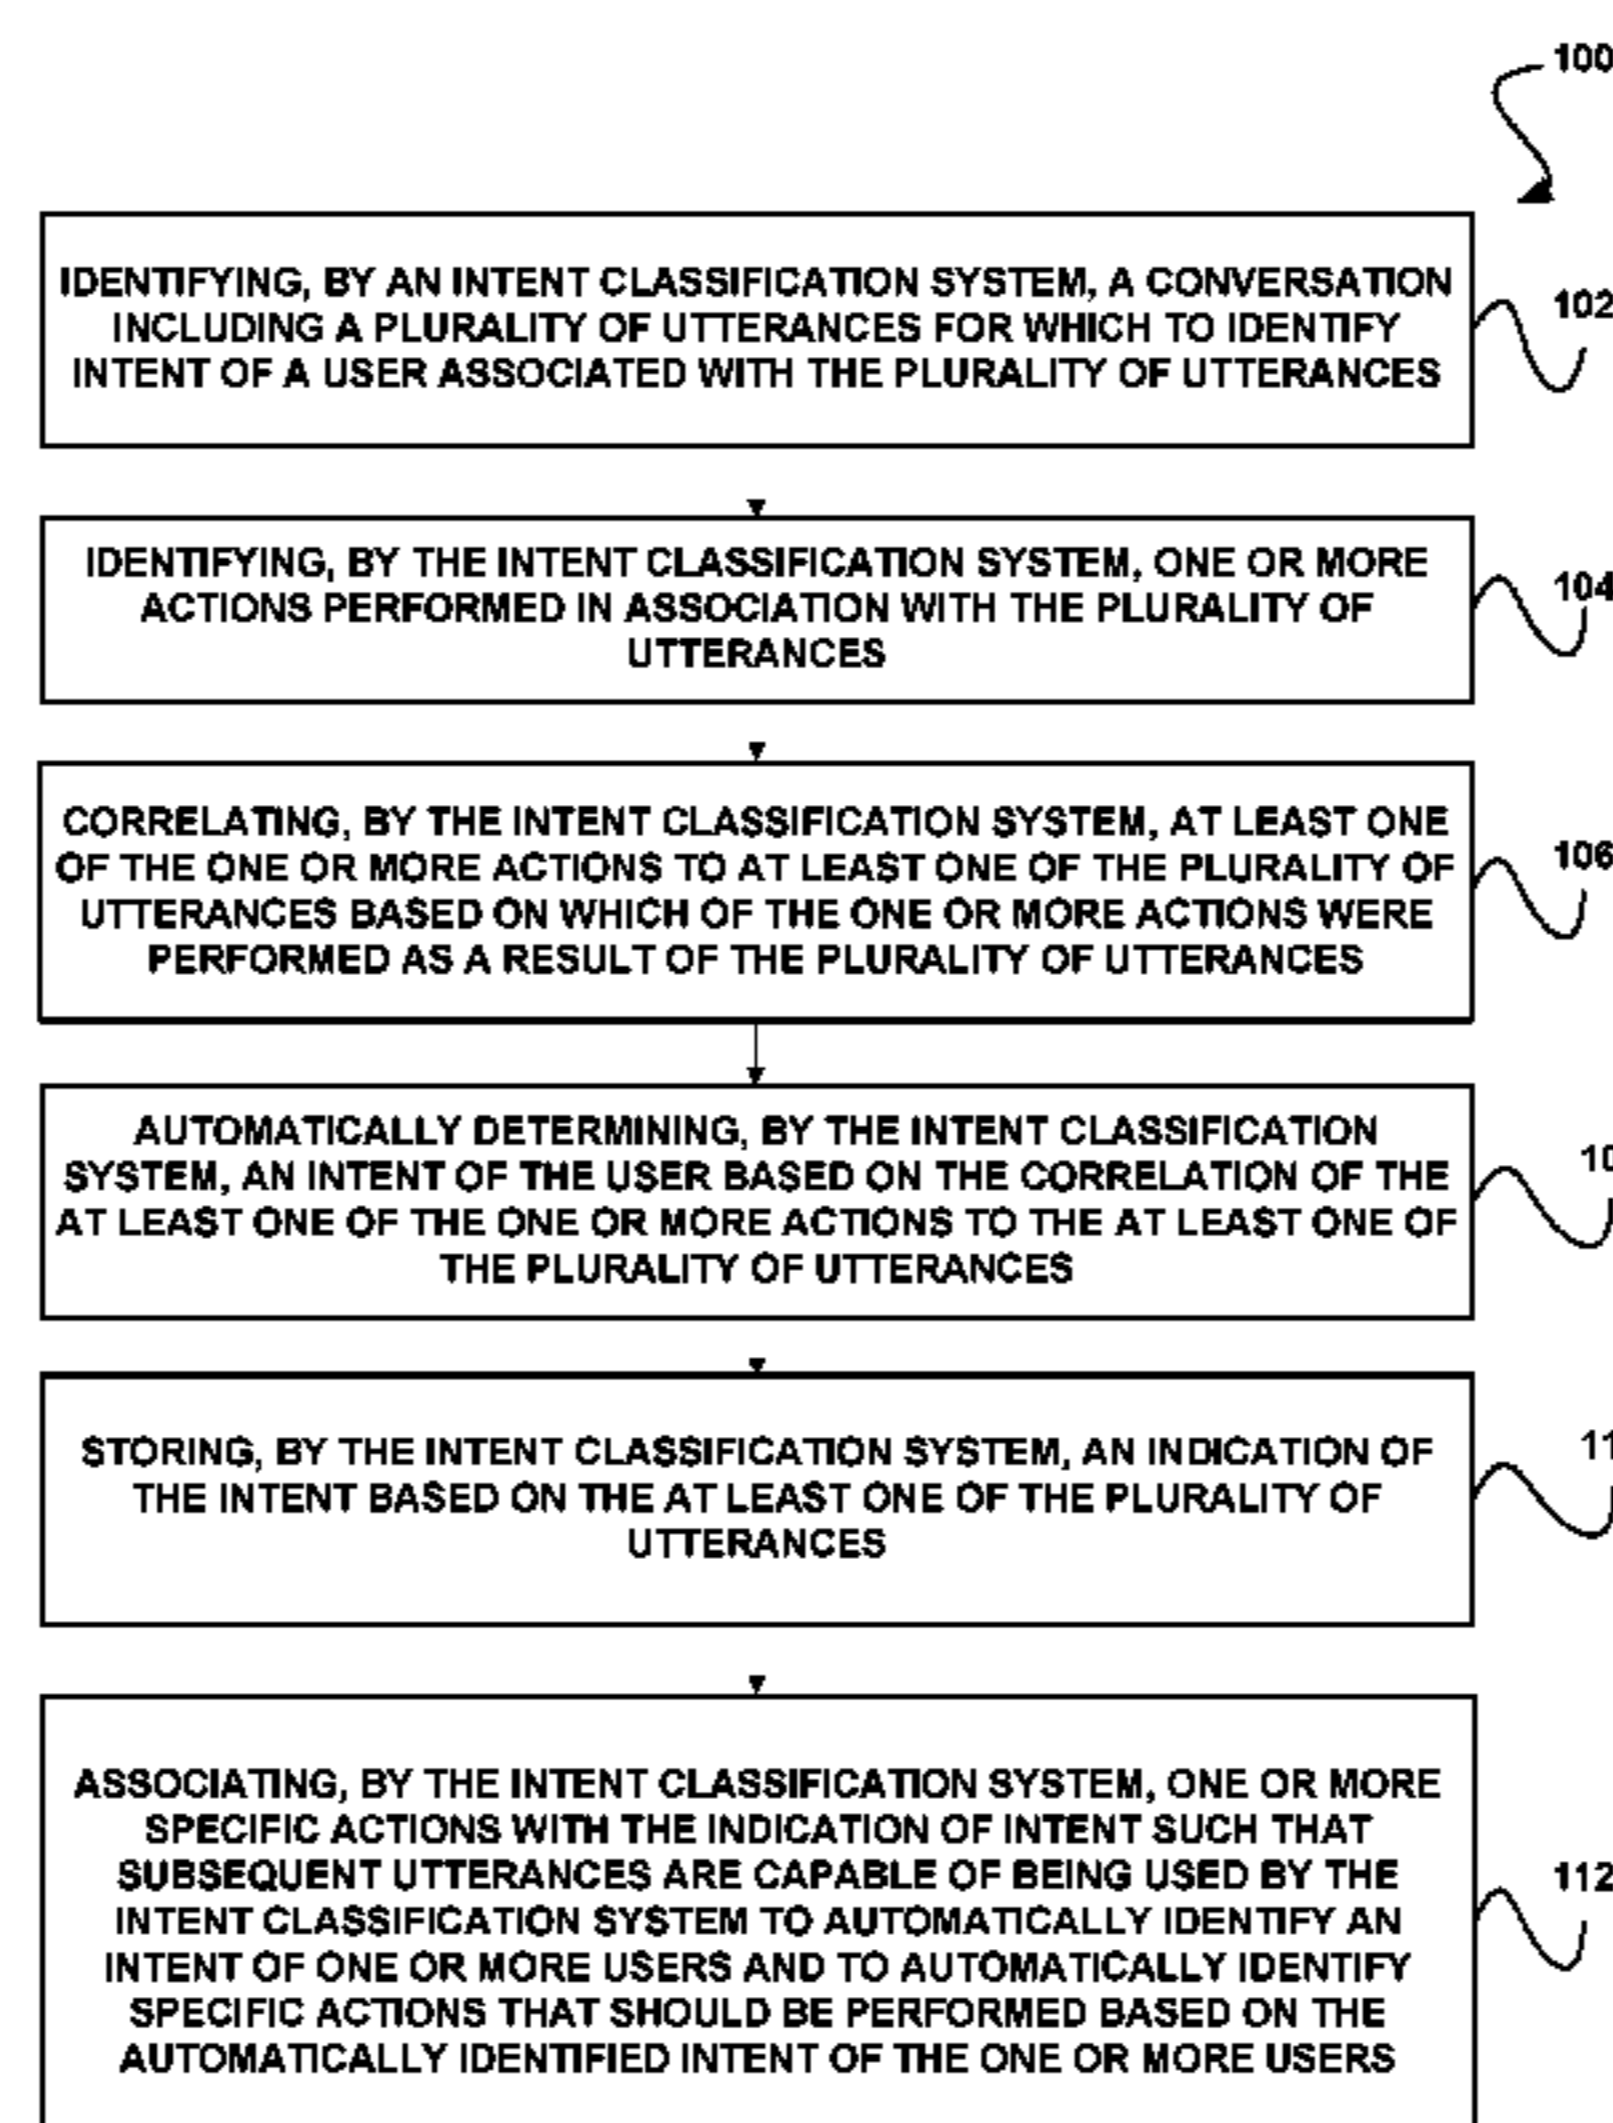 100
IDENTIFYING, BY AN INTENT CLASSIFICATION SYSTEM, A CONVERSATION
INCLUDING A PLURALITY OF UTTERANCES FOR WHICH TO IDENTIFY
INTENT OF A USER ASSOCIATED WITH THE PLURALITY OF UTTERANCES
102
IDENTIFYING, BY THE INTENT CLASSIFICATION SYSTEM, ONE OR MORE
ACTIONS PERFORMED IN ASSOCIATION WITH THE PLURALITY OF
UTTERANCES
104
CORRELATING, BY THE INTENT CLASSIFICATION SYSTEM, AT LEAST ONE
OF THE ONE OR MORE ACTIONS TO AT LEAST ONE OF THE PLURALITY OF
UTTERANCES BASED ON WHICH OF THE ONE OR MORE ACTIONS WERE
PERFORMED AS A RESULT OF THE PLURALITY OF UTTERANCES
106
AUTOMATICALLY DETERMINING, BY THE INTENT CLASSIFICATION
SYSTEM, AN INTENT OF THE USER BASED ON THE CORRELATION OF THE
AT LEAST ONE OF THE ONE OR MORE ACTIONS TO THE AT LEAST ONE OF
THE PLURALITY OF UTTERANCES
10
STORING, BY THE INTENT CLASSIFICATION SYSTEM, AN INDICATION OF
THE INTENT BASED ON THE AT LEAST ONE OF THE PLURALITY OF
UTTERANCES
11
ASSOCIATING, BY THE INTENT CLASSIFICATION SYSTEM, ONE OR MORE
SPECIFIC ACTIONS WITH THE INDICATION OF INTENT SUCH THAT
SUBSEQUENT UTTERANCES ARE CAPABLE OF BEING USED BY THE
INTENT CLASSIFICATION SYSTEM TO AUTOMATICALLY IDENTIFY AN
INTENT OF ONE OR MORE USERS AND TO AUTOMATICALLY IDENTIFY
SPECIFIC ACTIONS THAT SHOULD BE PERFORMED BASED ON THE
AUTOMATICALLY IDENTIFIED INTENT OF THE ONE OR MORE USERS
112